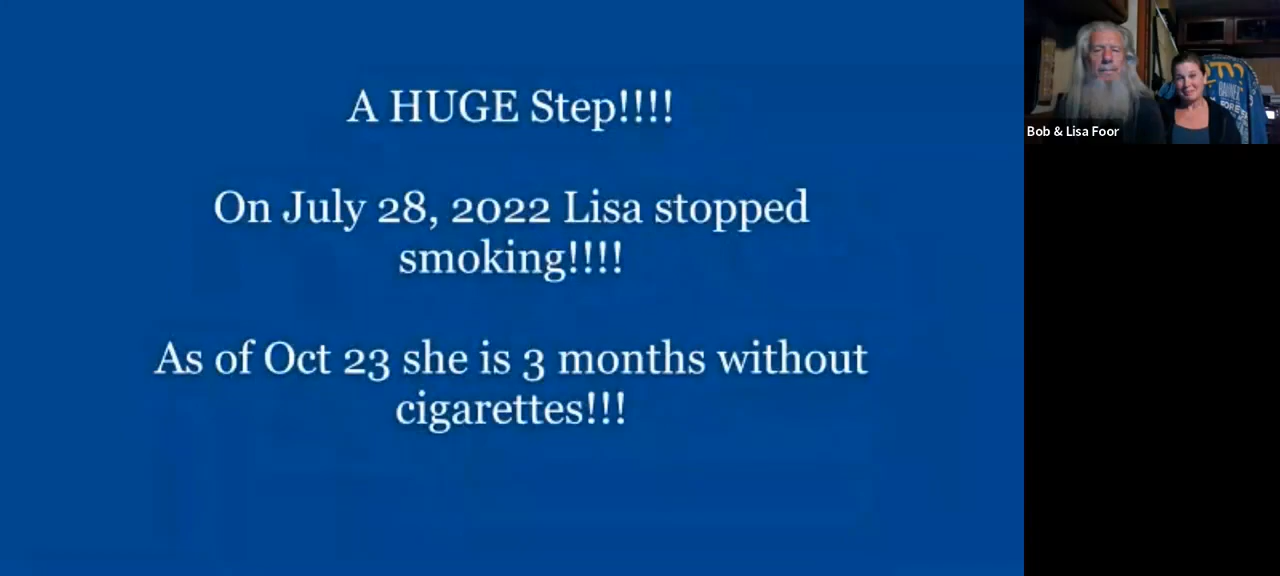 A HUGE Step!!!!
On July 28, 2022 Lisa stopped
smoking!!!!
As of Oct 23 she is 3 months without
cigarettes!!!
Bob & Lisa Foor